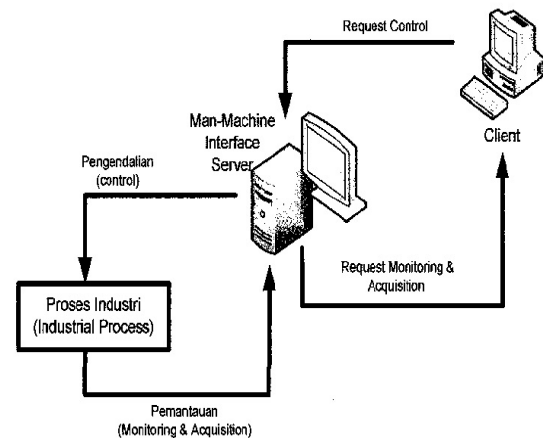 Request Control
Man-Machine
Interface
Server
Client
Pengendalian
(control)
Request Monitoring &
Acquisition
Proses Industri
(Industrial Process)
Pemantauan
(Monitoring & Acquisition)